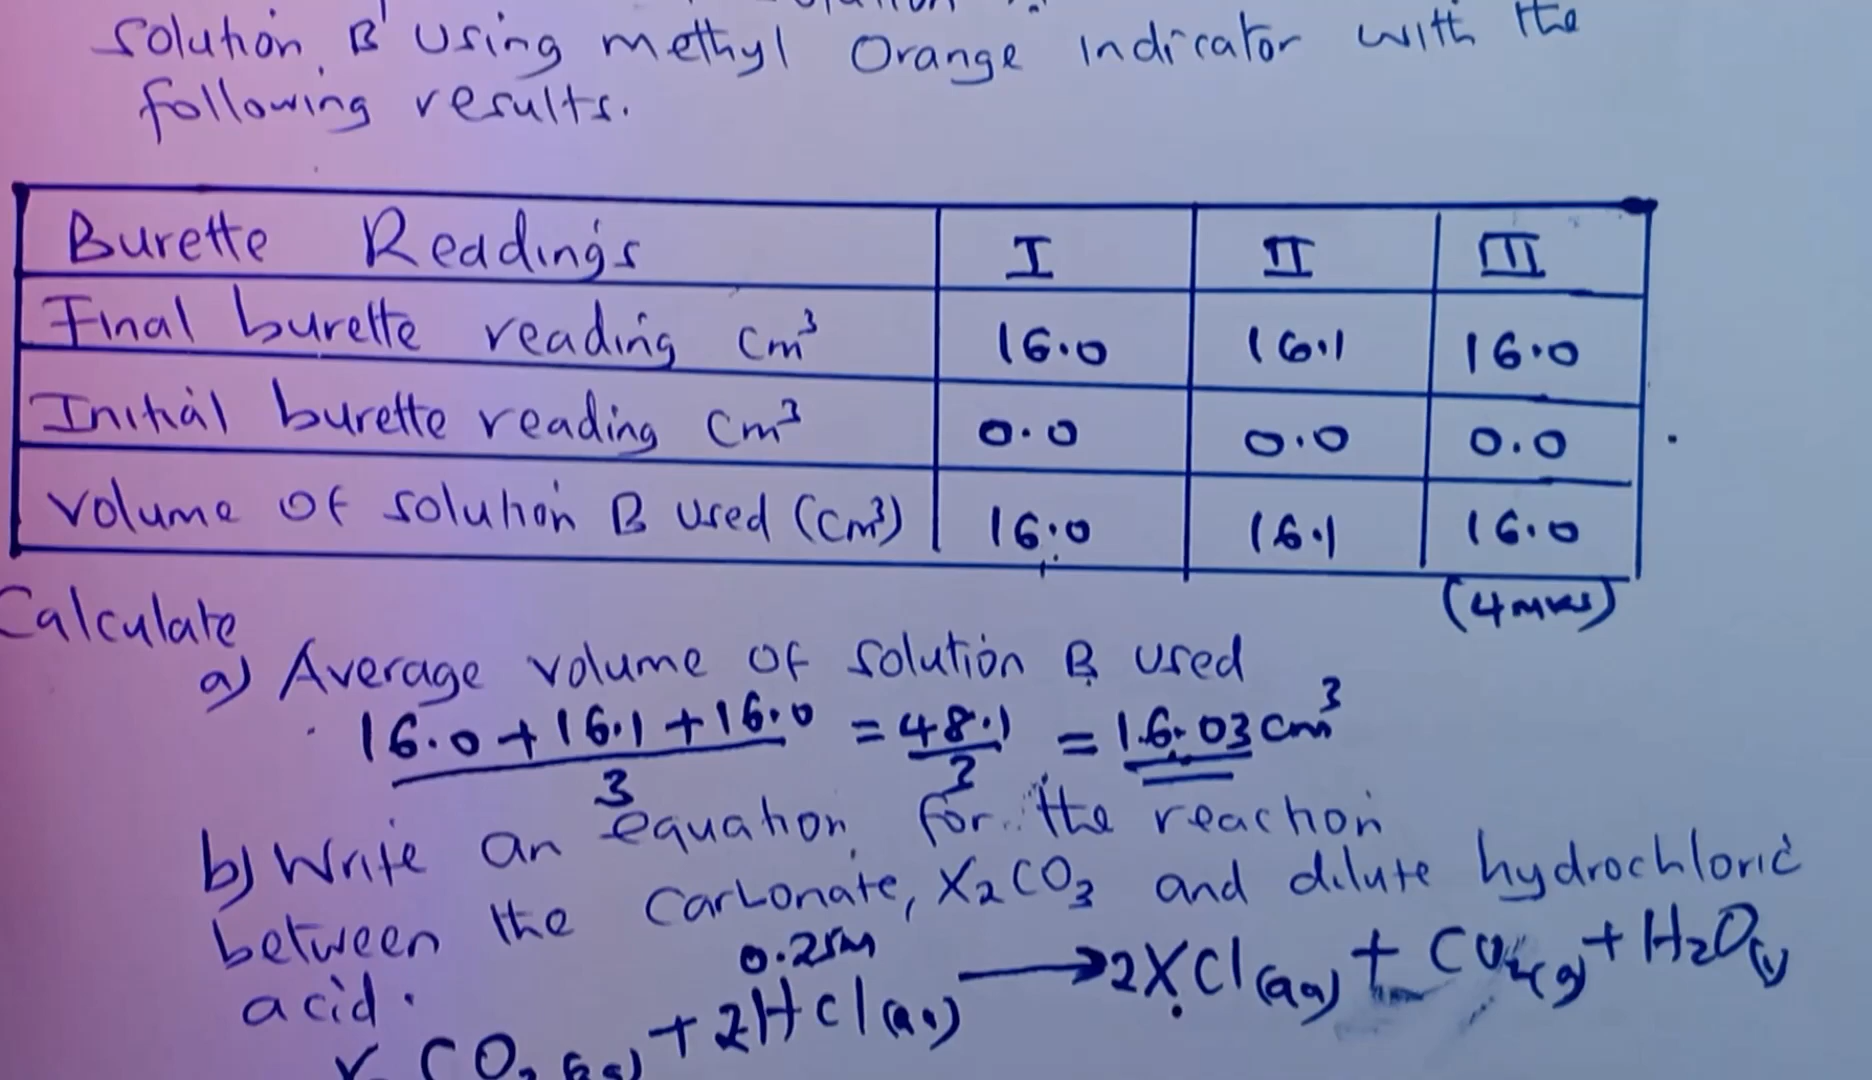 solution B using methyl orange indicator with the
following results.
Burette Readings I II III
Final burette reading cm³ 16.0 16.1 16.0
Initial burette reading cm³ 0.0 0.0 0.0
Volume of solution B used (cm³) 16.0 16.1 16.0
(4 mks)
Calculate
a) Average volume of solution B used
16.0 + 16.1 + 16.0 = 48.1 = 16.03 cm³
3 3
b) Write an equation for the reaction
between the carbonate, X₂CO₃ and dilute hydrochloric
acid.
0.25M
CO₃ + 2HCl(aq) → 2XCl(aq) + CO₂(g) + H₂O(l)